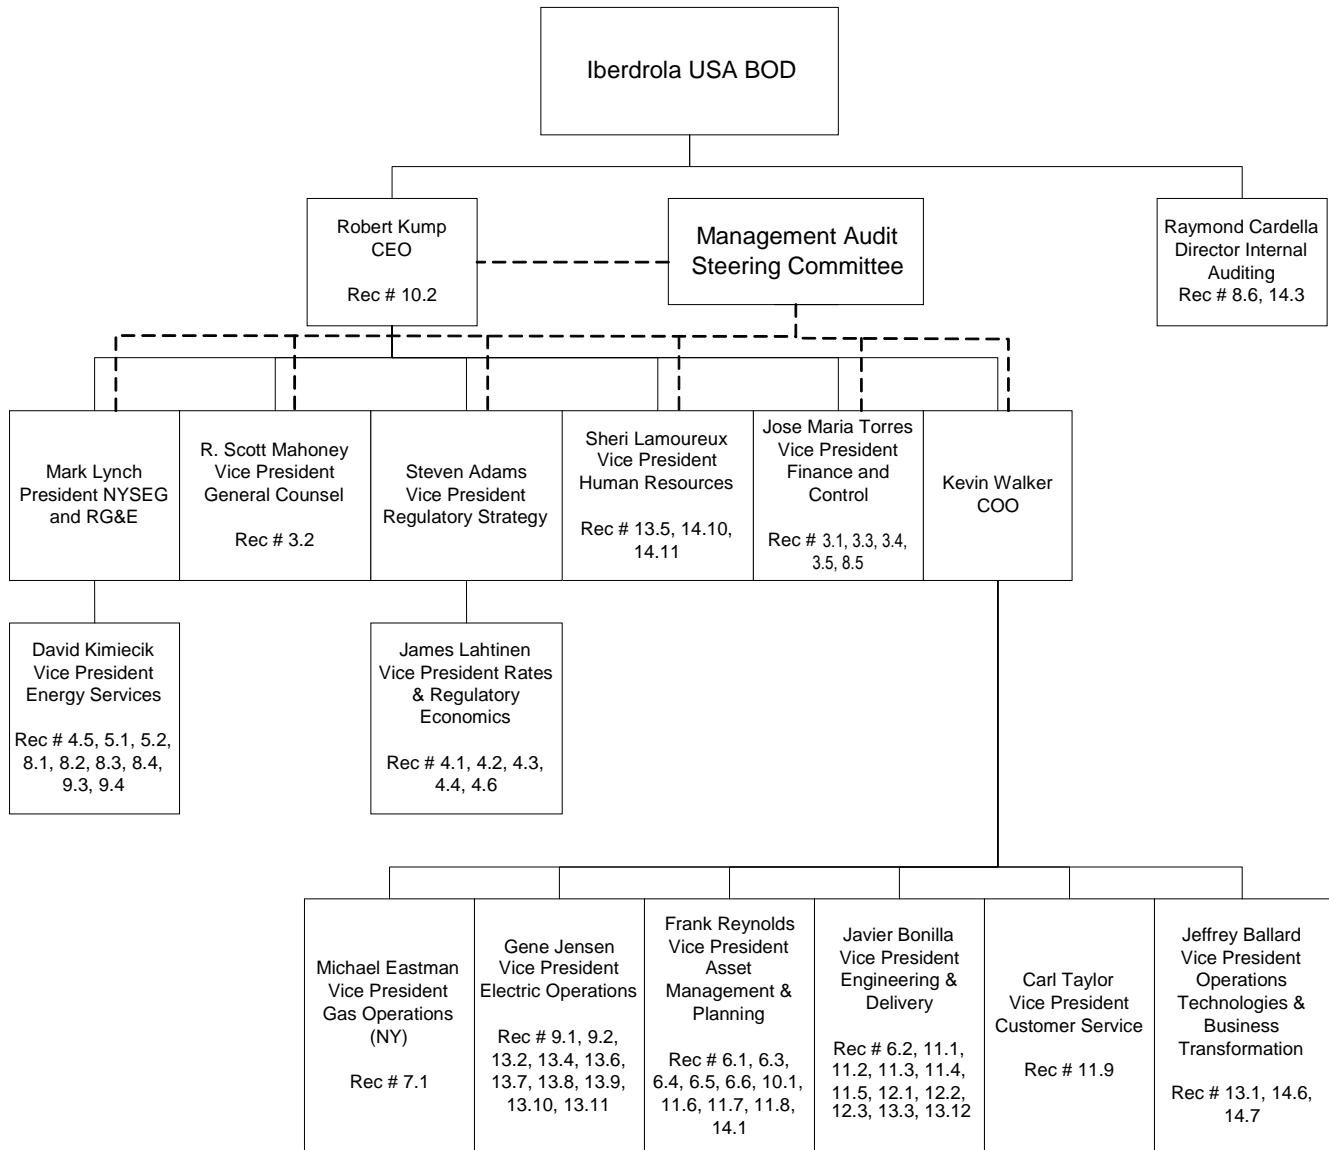 Iberdrola USA BOD
Robert Kump
CEO
Rec # 10.2
Management Audit
Steering Committee
Raymond Cardella
Director Internal
Auditing
Rec # 8.6, 14.3
Mark Lynch
President NYSEG
and RG&E
R. Scott Mahoney
Vice President
General Counsel
Rec # 3.2
Steven Adams
Vice President
Regulatory Strategy
Sheri Lamoureux
Vice President
Human Resources
Rec # 13.5, 14.10,
14.11
Jose Maria Torres
Vice President
Finance and
Control
Rec # 3.1, 3.3, 3.4,
3.5, 8.5
Kevin Walker
COO
David Kimiecik
Vice President
Energy Services
Rec # 4.5, 5.1, 5.2,
8.1, 8.2, 8.3, 8.4,
9.3, 9.4
James Lahtinen
Vice President Rates
& Regulatory
Economics
Rec # 4.1, 4.2, 4.3,
4.4, 4.6
Michael Eastman
Vice President
Gas Operations
(NY)
Rec # 7.1
Gene Jensen
Vice President
Electric Operations
Rec # 9.1, 9.2,
13.2, 13.4, 13.6,
13.7, 13.8, 13.9,
13.10, 13.11
Frank Reynolds
Vice President
Asset
Management &
Planning
Rec # 6.1, 6.3,
6.4, 6.5, 6.6, 10.1,
11.6, 11.7, 11.8,
14.1
Javier Bonilla
Vice President
Engineering &
Delivery
Rec # 6.2, 11.1,
11.2, 11.3, 11.4,
11.5, 12.1, 12.2,
12.3, 13.3, 13.12
Carl Taylor
Vice President
Customer Service
Rec # 11.9
Jeffrey Ballard
Vice President
Operations
Technologies &
Business
Transformation
Rec # 13.1, 14.6,
14.7